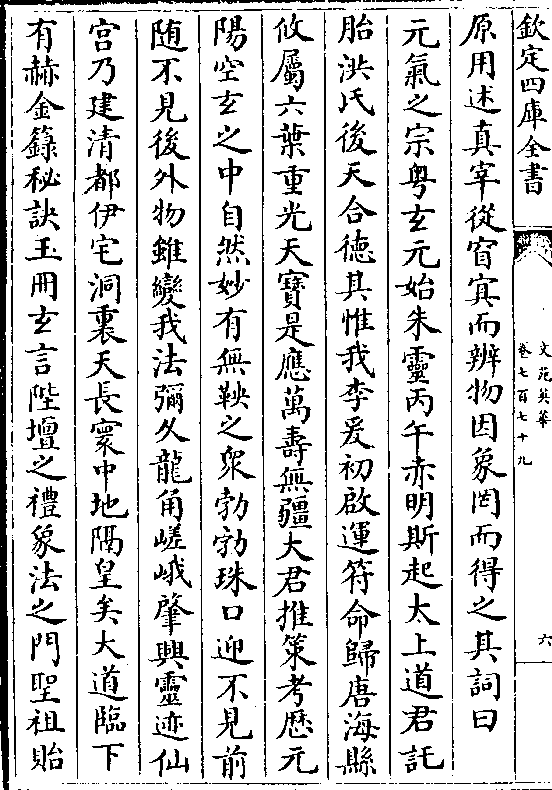 欽定四庫全書
文苑英華
卷七百七十九
六
原用述真宰從窅冥而辨物因象罔而得之其詞曰
元氣之宗粤玄元始朱靈丙午赤明斯起太上道君託
胎洪氏後天合德其惟我李爰初啟運符命歸唐海縣
攸屬六葉重光天寶是應萬壽無疆大君推策考厯元
陽空玄之中自然妙有無鞅之衆勃勃珠口迎不見前
随不見後外物雖變我法彌久龍角嵯峨肇興靈迹仙
宫乃建清都伊宅洞裏天長寰中地隔皇矣大道臨下
有赫金籙秘訣玉冊玄言陛壇之禮象法之門聖祖貽